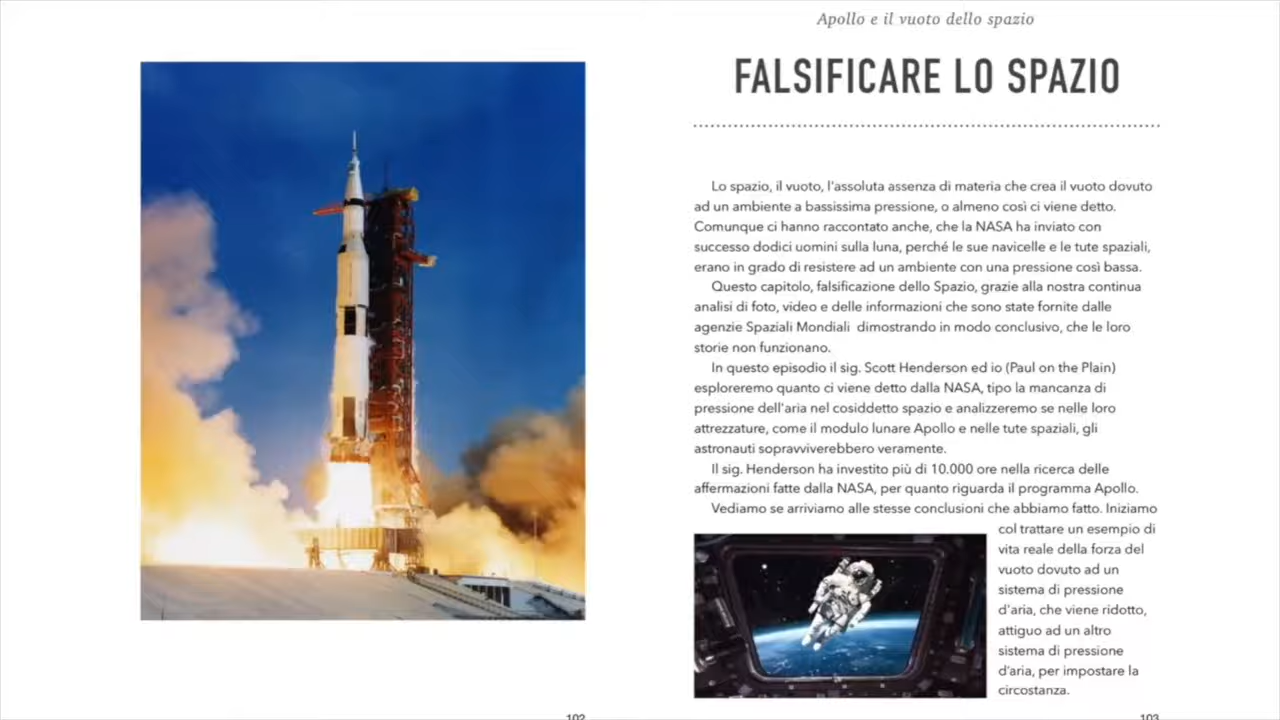 Apollo e il vuoto dello spazio
FALSIFICARE LO SPAZIO
Lo spazio, il vuoto, l'assoluta assenza di materia che crea il vuoto dovuto
ad un ambiente a bassissima pressione, o almeno così ci viene detto.
Comunque ci hanno raccontato anche, che la NASA ha inviato con
successo dodici uomini sulla luna, perché le sue navicelle e le tute spaziali,
erano in grado di resistere ad un ambiente con una pressione così bassa.
Questo capitolo, falsificazione dello Spazio, grazie alla nostra continua
analisi di foto, video e delle informazioni che sono state fornite dalle
agenzie Spaziali Mondiali dimostrando in modo conclusivo, che le loro
storie non funzionano.
In questo episodio il sig. Scott Henderson ed io (Paul on the Plain)
esploreremo quanto ci viene detto dalla NASA, tipo la mancanza di
pressione dell'aria nel cosiddetto spazio e analizzeremo se nelle loro
attrezzature, come il modulo lunare Apollo e nelle tute spaziali, gli
astronauti sopravviverebbero veramente.
Il sig. Henderson ha investito più di 10.000 ore nella ricerca delle
affermazioni fatte dalla NASA, per quanto riguarda il programma Apollo.
Vediamo se arriviamo alle stesse conclusioni che abbiamo fatto. Iniziamo
col trattare un esempio di
vita reale della forza del
vuoto dovuto ad un
sistema di pressione
d'aria, che viene ridotto,
attiguo ad un altro
sistema di pressione
d'aria, per impostare la
circostanza.
102
103